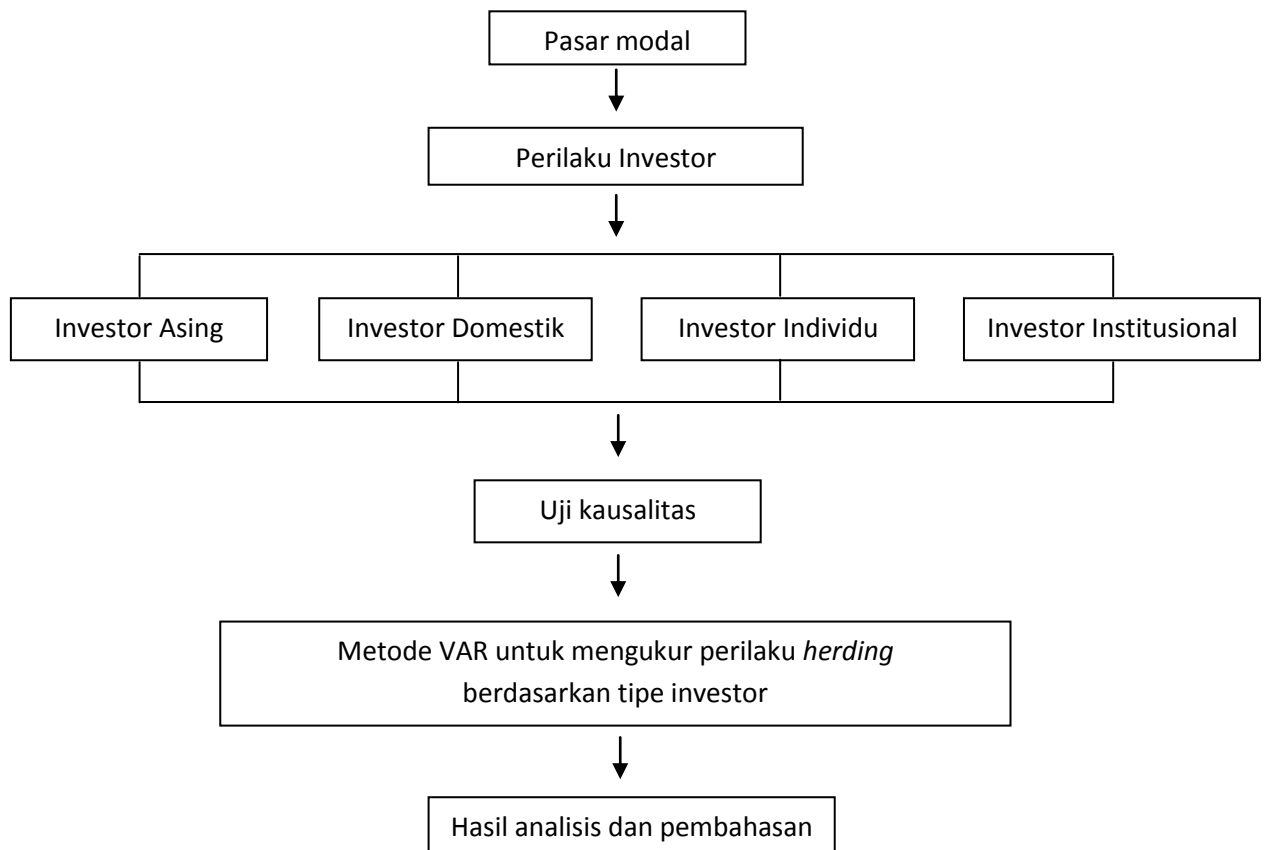 Pasar modal
Perilaku Investor
Investor Asing
Investor Domestik
Investor Individu
Investor Institusional
Uji kausalitas
Metode VAR untuk mengukur perilaku herding
berdasarkan tipe investor
Hasil analisis dan pembahasan